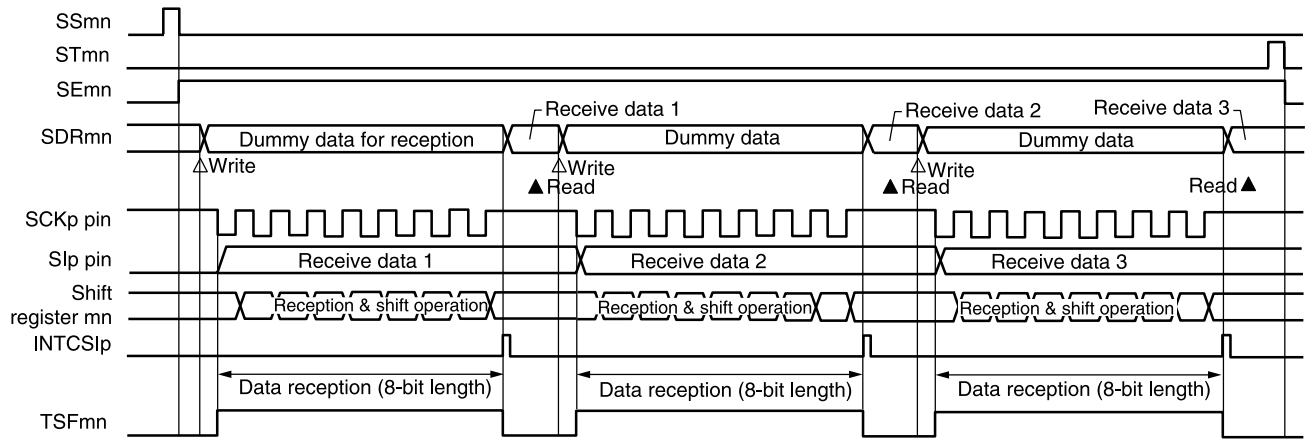 SSmn
STmn
SEmn
Receive data 1
Receive data 2
Receive data 3
SDRmn
Dummy data for reception
Dummy data
Dummy data
△Write
△Write
△Write
▲Read
▲Read
Read▲
SCKp pin
SIp pin
Receive data 1
Receive data 2
Receive data 3
Shift
register mn
Reception & shift operation
Reception & shift operation
Reception & shift operation
INTCSIp
Data reception (8-bit length)
Data reception (8-bit length)
Data reception (8-bit length)
TSFmn